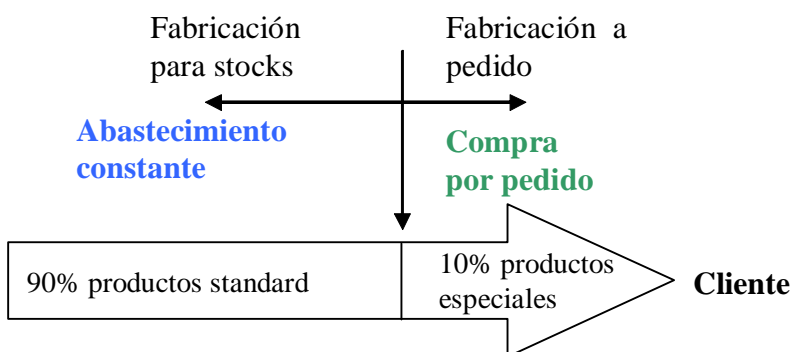 Fabricación
para stocks
Fabricación a
pedido
Abastecimiento
constante
Compra
por pedido
90% productos standard
10% productos
especiales
Cliente